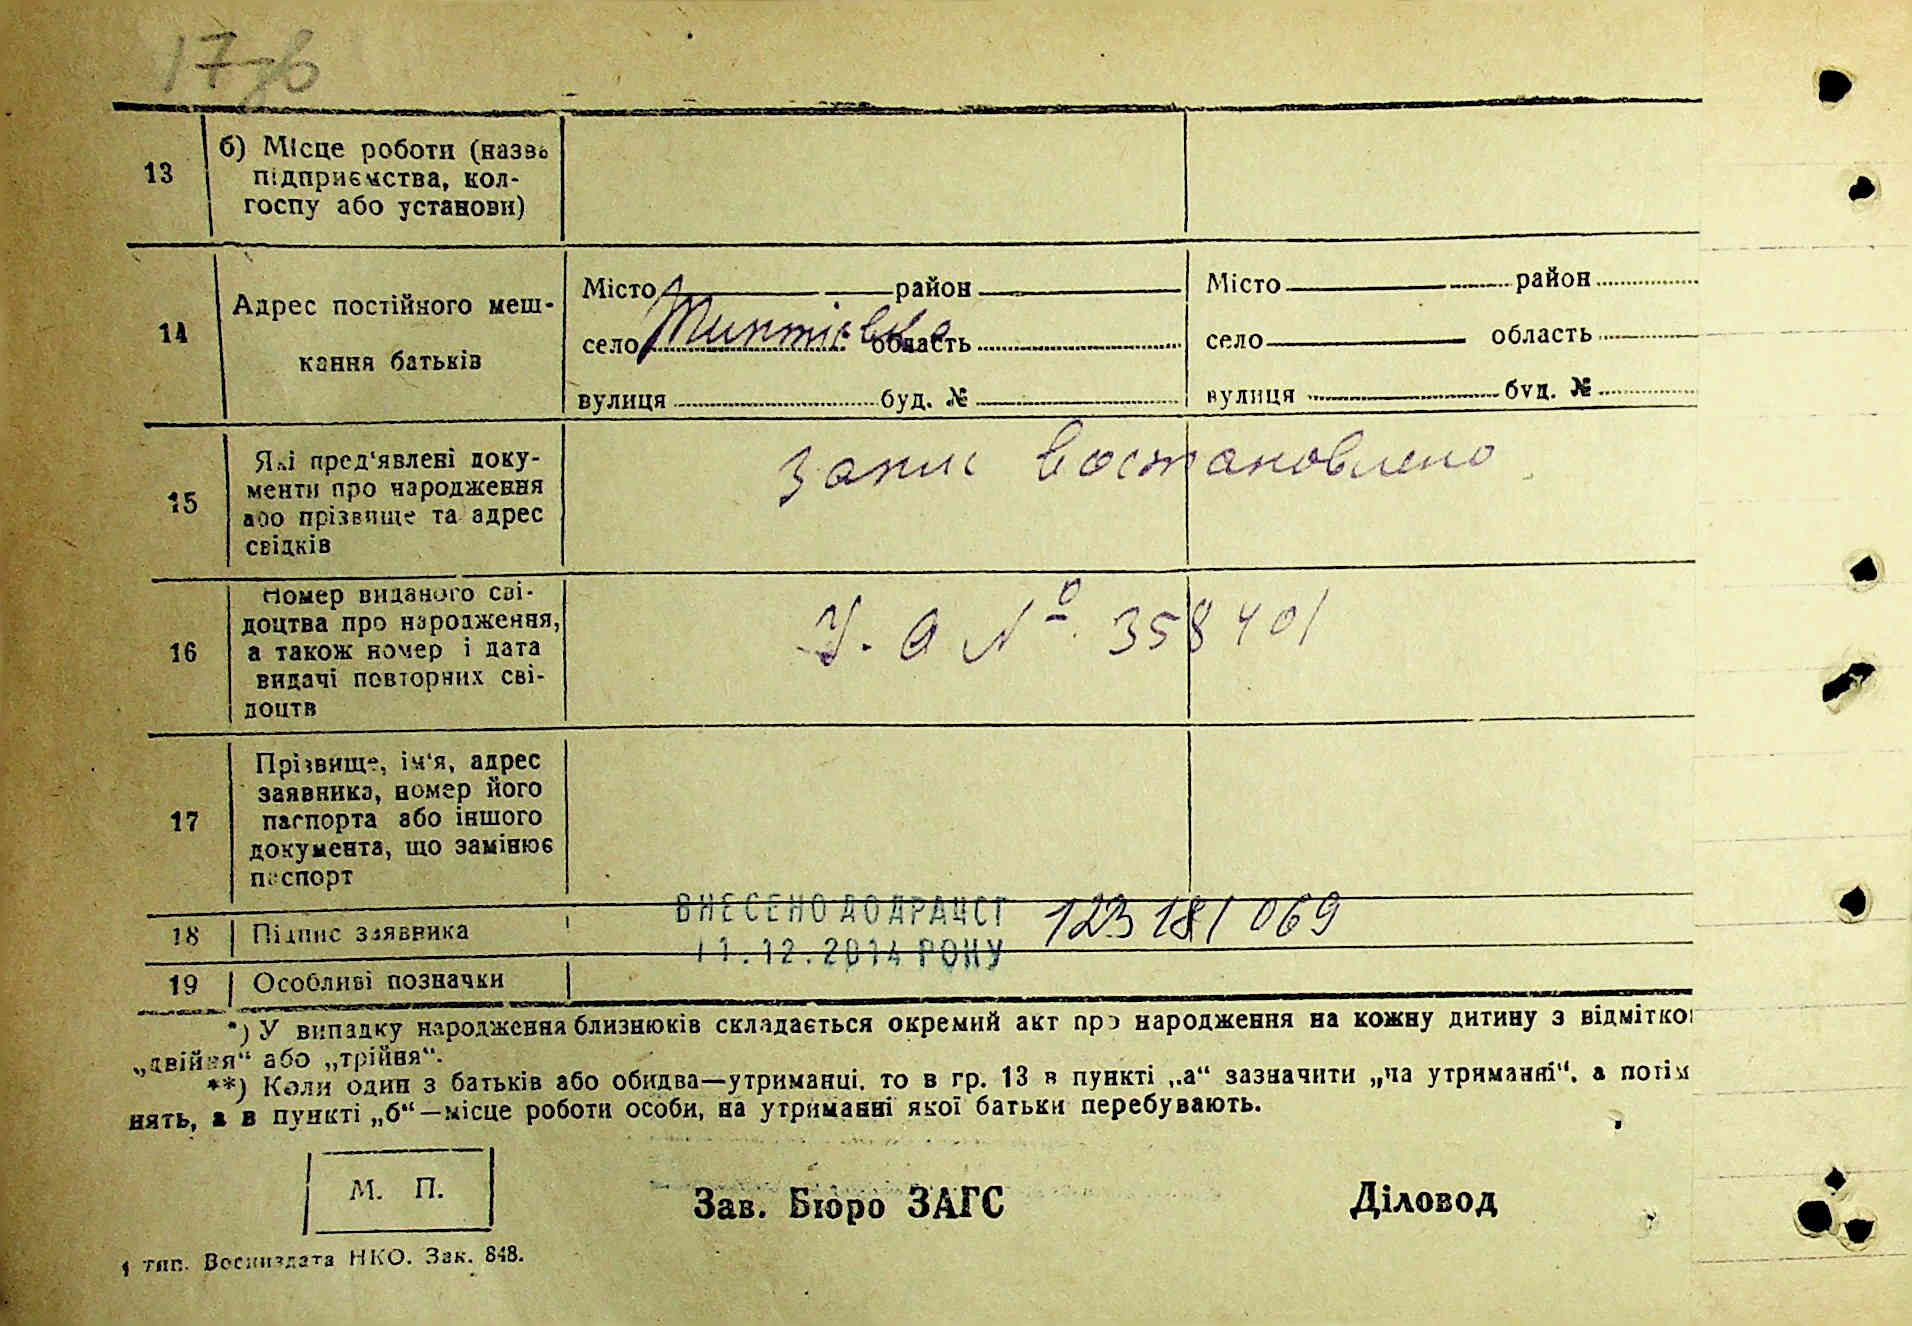 17зв
13
б) Місце роботи (назва
підприємства, кол-
госпу або установи)
14
Адрес постійного меш-
кання батьків
Місто район
село область
вулиця буд. №
Місто район
село область
вулиця буд. №
15
Які пред'явлені доку-
менти про народження
або прізвище та адрес
свідків
Запис востановлено
16
Номер виданого сві-
доцтва про народження,
а також номер і дата
видачі повторних сві-
доцтв
№ 358401
17
Прізвище, ім'я, адрес
заявника, номер його
паспорта або іншого
документа, що замінює
паспорт
18
Підпис заявника
ВНЕСЕНО ДО ДРАЦСГ 123181069
11.12.2014 РОКУ
19
Особливі позначки
*) У випадку народження близнюків складається окремий акт про народження на кожну дитину з відмітко
„двійня“ або „трійня“.
**) Коли один з батьків або обидва—утриманці, то в гр. 13 в пункті „а“ зазначити „на утриманні“, а потім
нять, а в пункті „б“—місце роботи особи, на утриманні якої батьки перебувають.
М. П.
Зав. Бюро ЗАГС
Діловод
1 тип. Воениздата НКО. Зак. 848.